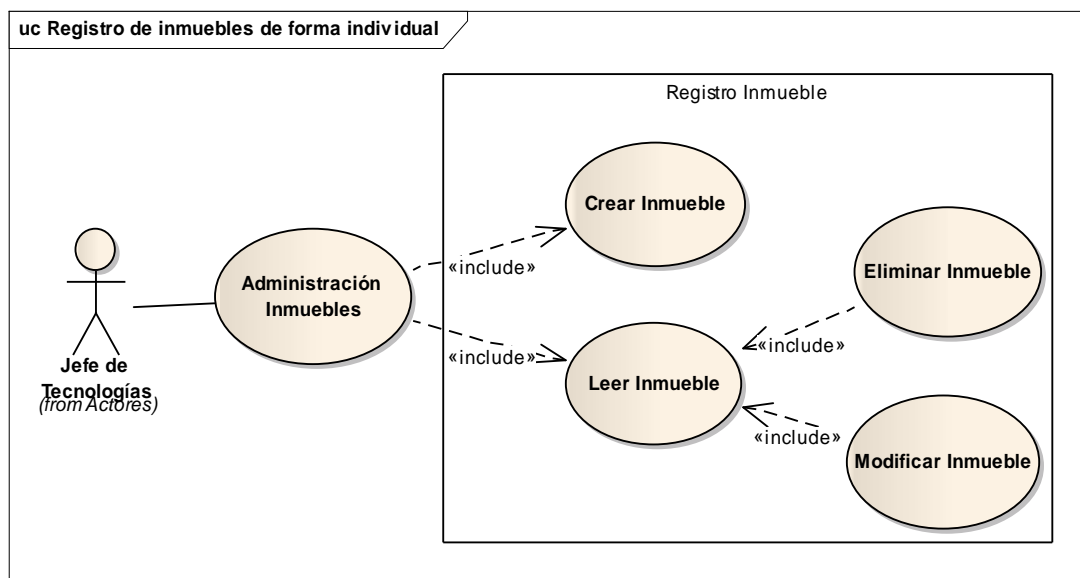 uc Registro de inmuebles de forma individual
Registro Inmueble
Crear Inmueble
Eliminar Inmueble
Administración
Inmuebles
«include»
«include»
«include»
Leer Inmueble
Jefe de
Tecnologías
(from Actores)
«include»
Modificar Inmueble